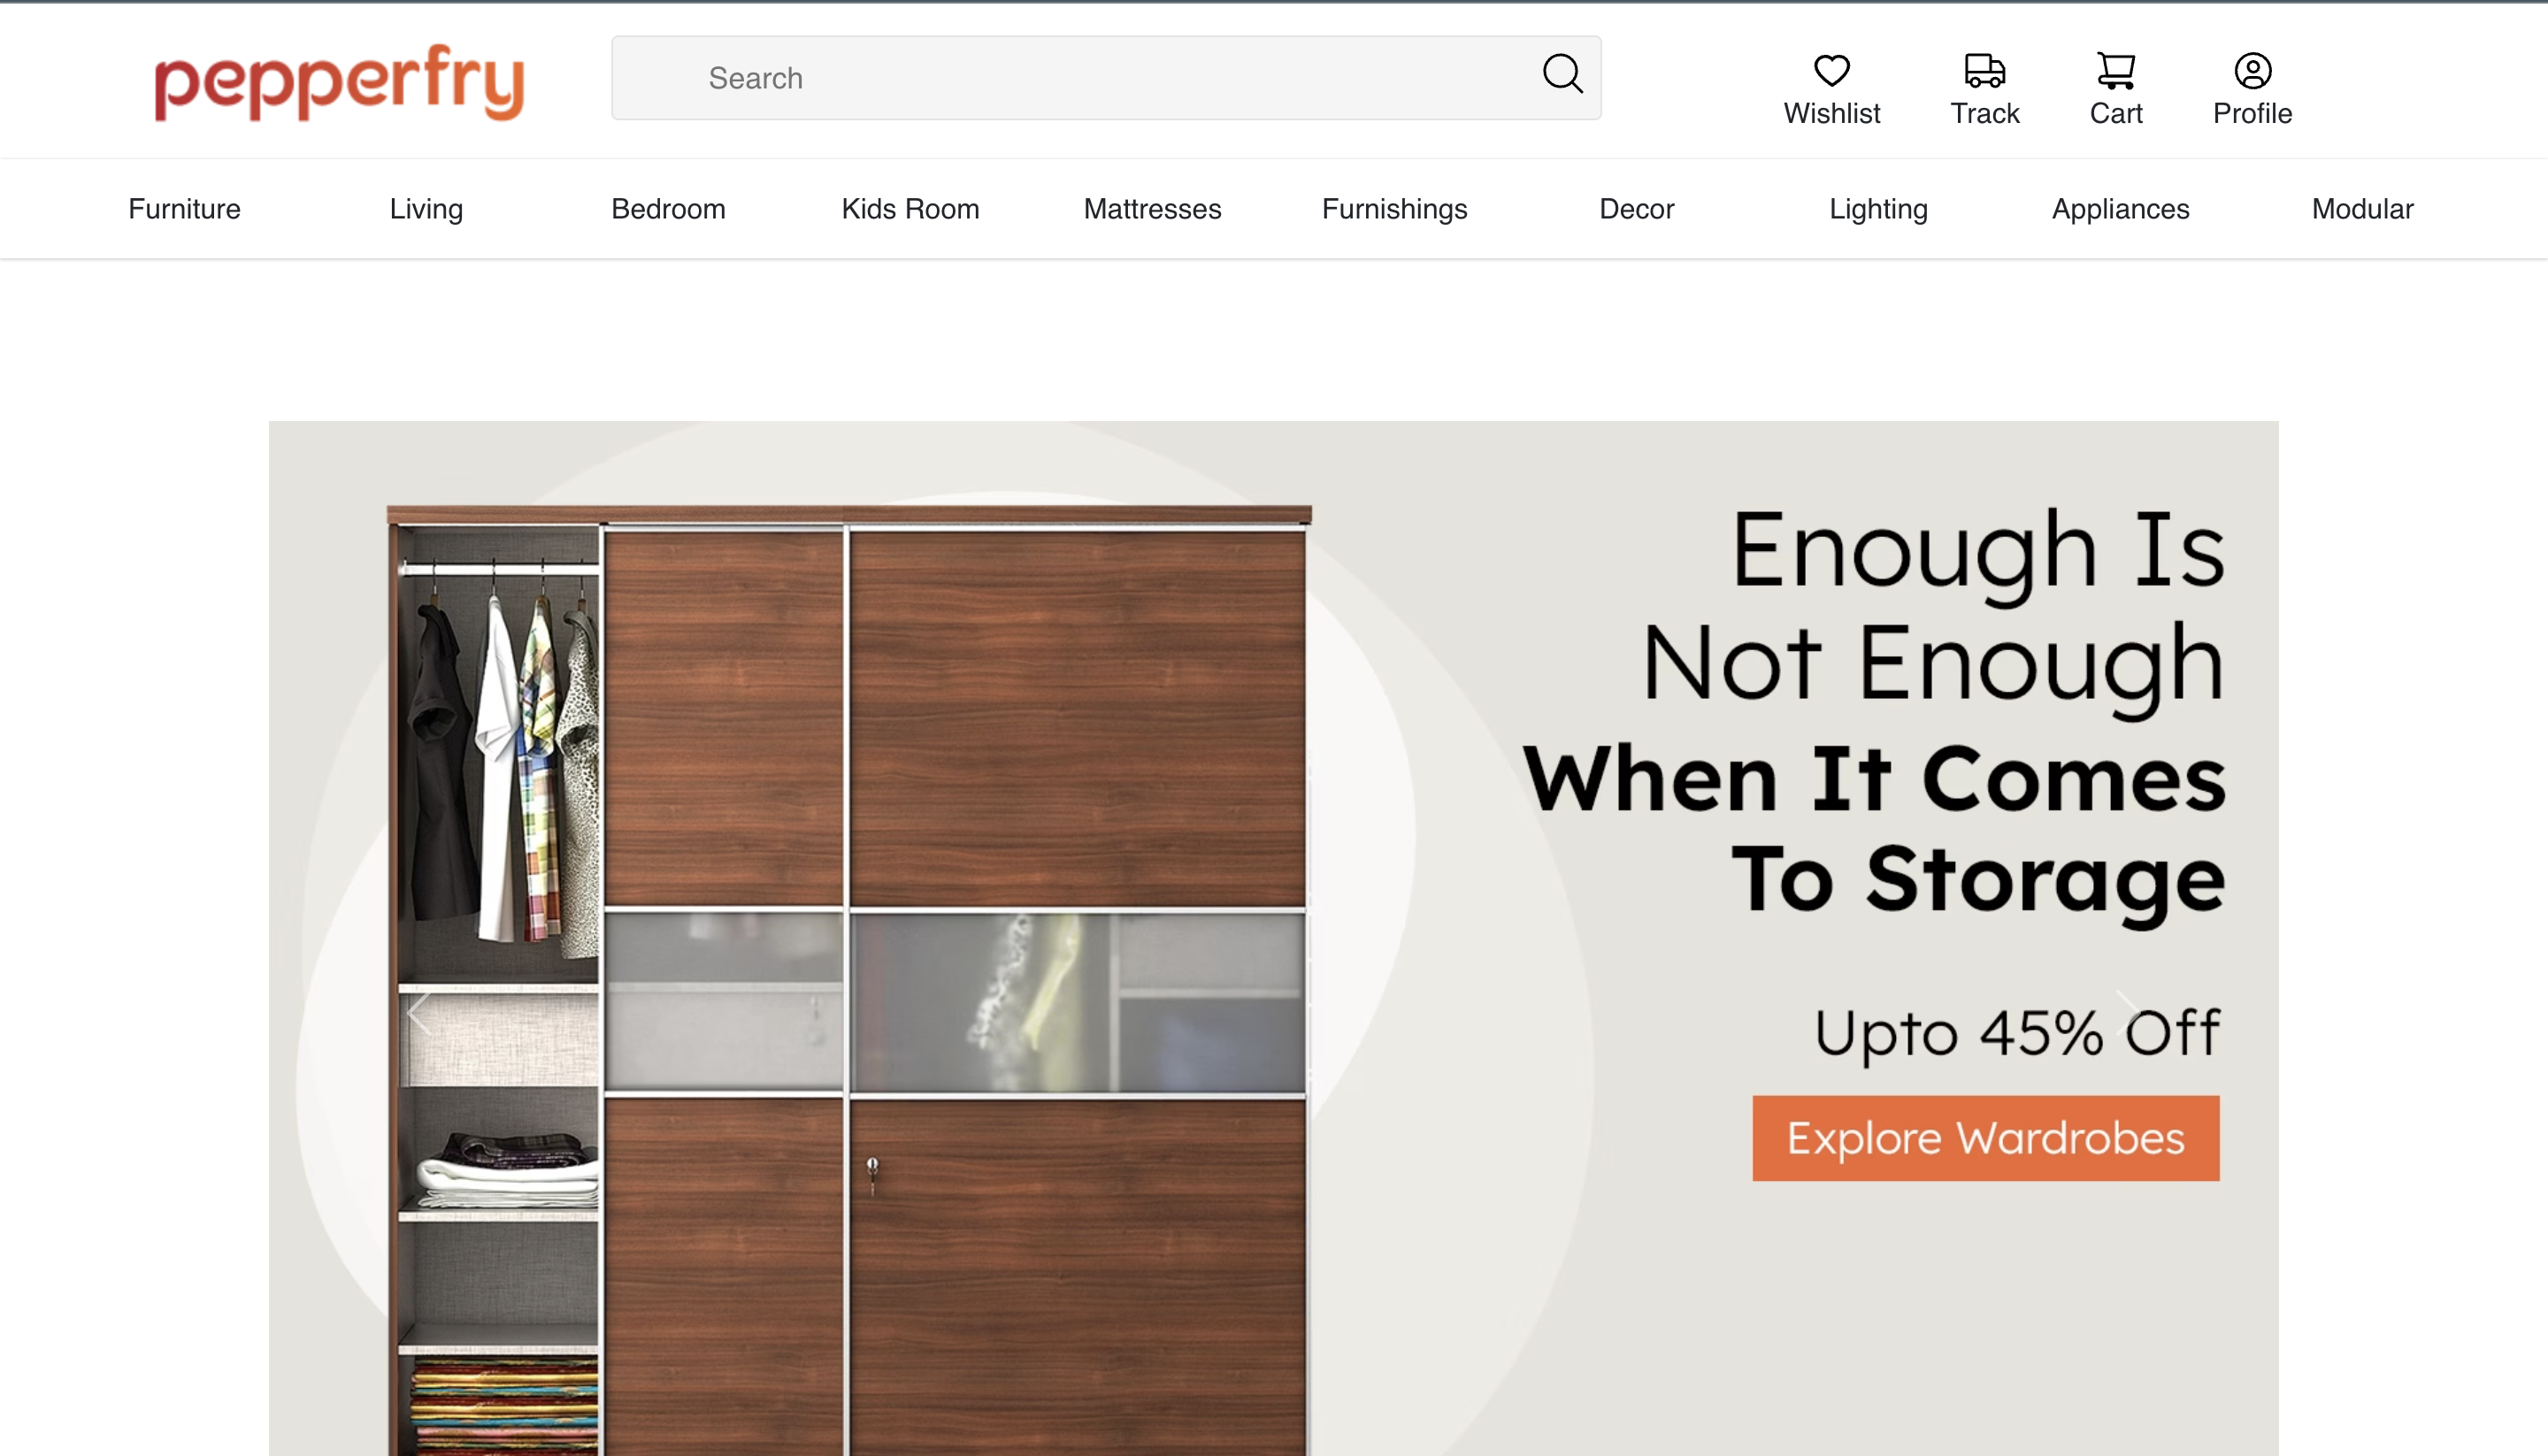 pepperfry
Search
Wishlist
Track
Cart
Profile
Furniture
Living
Bedroom
Kids Room
Mattresses
Furnishings
Decor
Lighting
Appliances
Modular
Enough Is
Not Enough
When It Comes
To Storage
Upto 45% Off
Explore Wardrobes